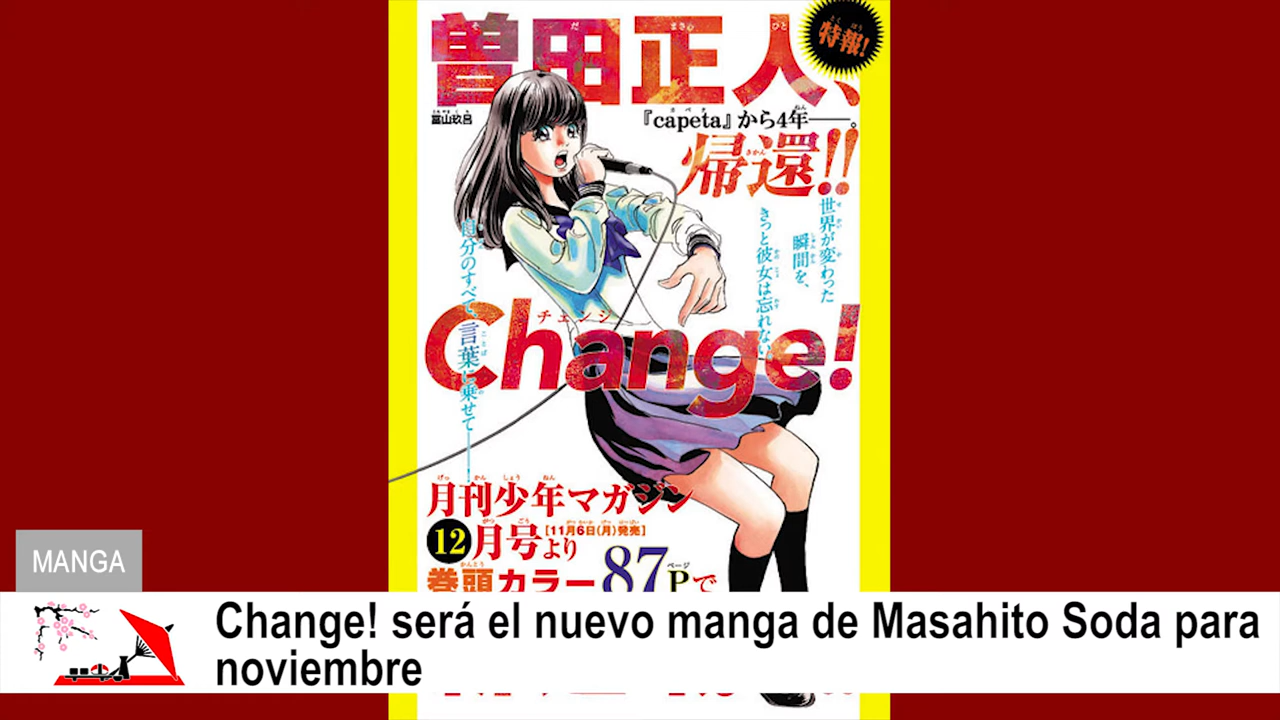 特報!
曽田正人、
冨山玖呂
『capeta』から4年——。
帰還!!
世界が変わった
瞬間を、
きっと彼女は忘れない
自分のすべて、言葉に乗せて——
チェンジ
Change!
月刊少年マガジン
12月号より
【11月6日(月)発売】
巻頭カラー87Pで
ページ
MANGA
Change! será el nuevo manga de Masahito Soda para
noviembre